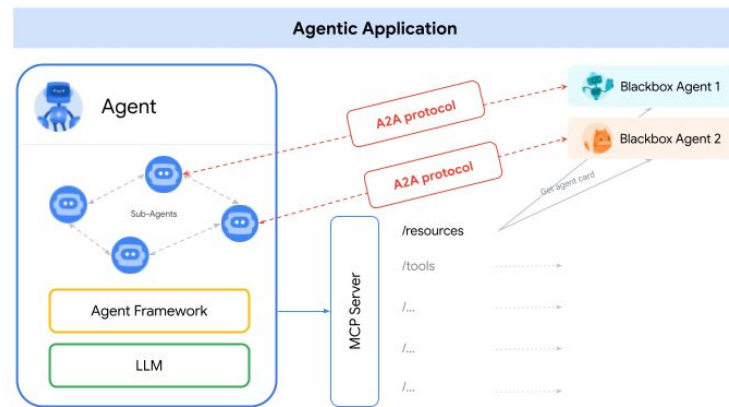 Agentic Application
Agent
Sub-Agents
Agent Framework
LLM
A2A protocol
A2A protocol
Blackbox Agent 1
Blackbox Agent 2
Get agent card
MCP Server
/resources
/tools
/...
/...
/...